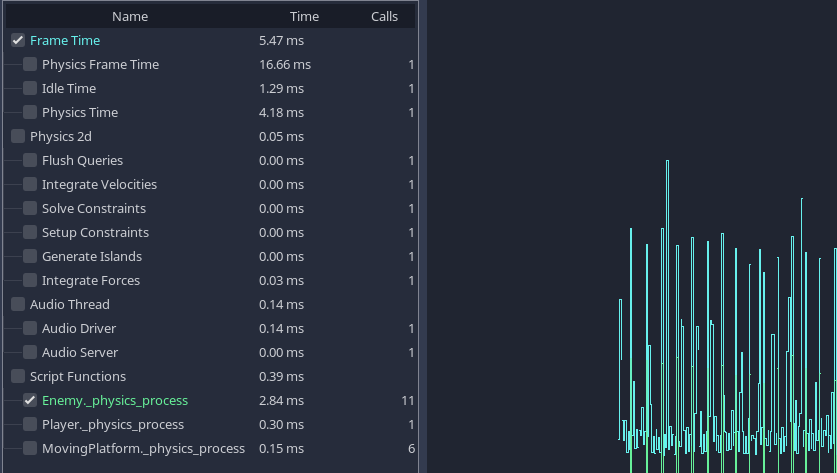 Name Time Calls
Frame Time 5.47 ms
Physics Frame Time 16.66 ms 1
Idle Time 1.29 ms 1
Physics Time 4.18 ms 1
Physics 2d 0.05 ms
Flush Queries 0.00 ms 1
Integrate Velocities 0.00 ms 1
Solve Constraints 0.00 ms 1
Setup Constraints 0.00 ms 1
Generate Islands 0.00 ms 1
Integrate Forces 0.03 ms 1
Audio Thread 0.14 ms
Audio Driver 0.14 ms 1
Audio Server 0.00 ms 1
Script Functions 0.39 ms
Enemy._physics_process 2.84 ms 11
Player._physics_process 0.30 ms 1
MovingPlatform._physics_process 0.15 ms 6